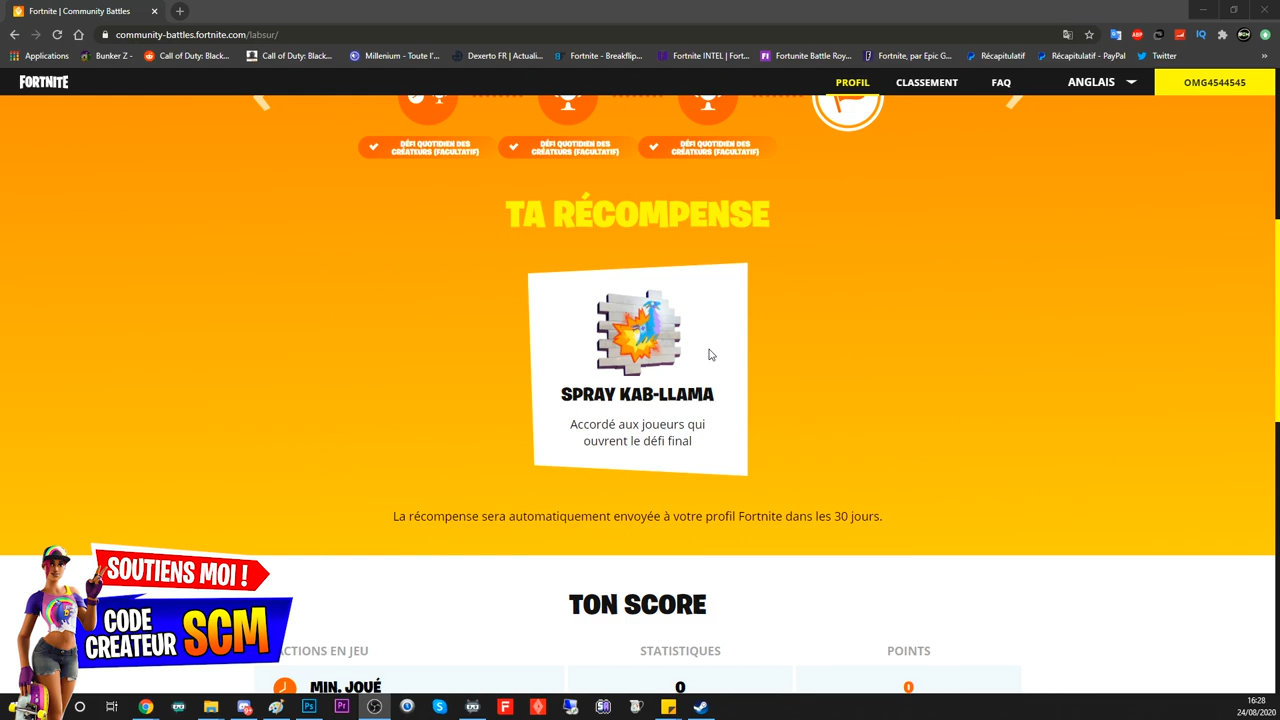 Fortnite | Community Battles
community-battles.fortnite.com/labsur/
Applications
Bunker Z -
Call of Duty: Black...
Call of Duty: Black...
Millenium - Toute l'...
Dexerto FR | Actuali...
Fortnite - Breakflip...
Fortnite INTEL | Fort...
Fortunite Battle Roy...
Fortnite, par Epic G...
Récapitulatif
Récapitulatif - PayPal
Twitter
FORTNITE
PROFIL
CLASSEMENT
FAQ
ANGLAIS
OMG4544545
DÉFI QUOTIDIEN DES
CRÉATEURS (FACULTATIF)
DÉFI QUOTIDIEN DES
CRÉATEURS (FACULTATIF)
DÉFI QUOTIDIEN DES
CRÉATEURS (FACULTATIF)
TA RÉCOMPENSE
SPRAY KAB-LLAMA
Accordé aux joueurs qui
ouvrent le défi final
La récompense sera automatiquement envoyée à votre profil Fortnite dans les 30 jours.
SOUTIENS MOI !
CODE
CREATEUR SCM
TON SCORE
CTIONS EN JEU
STATISTIQUES
POINTS
MIN. JOUÉ
0
0
16:28
24/08/2020